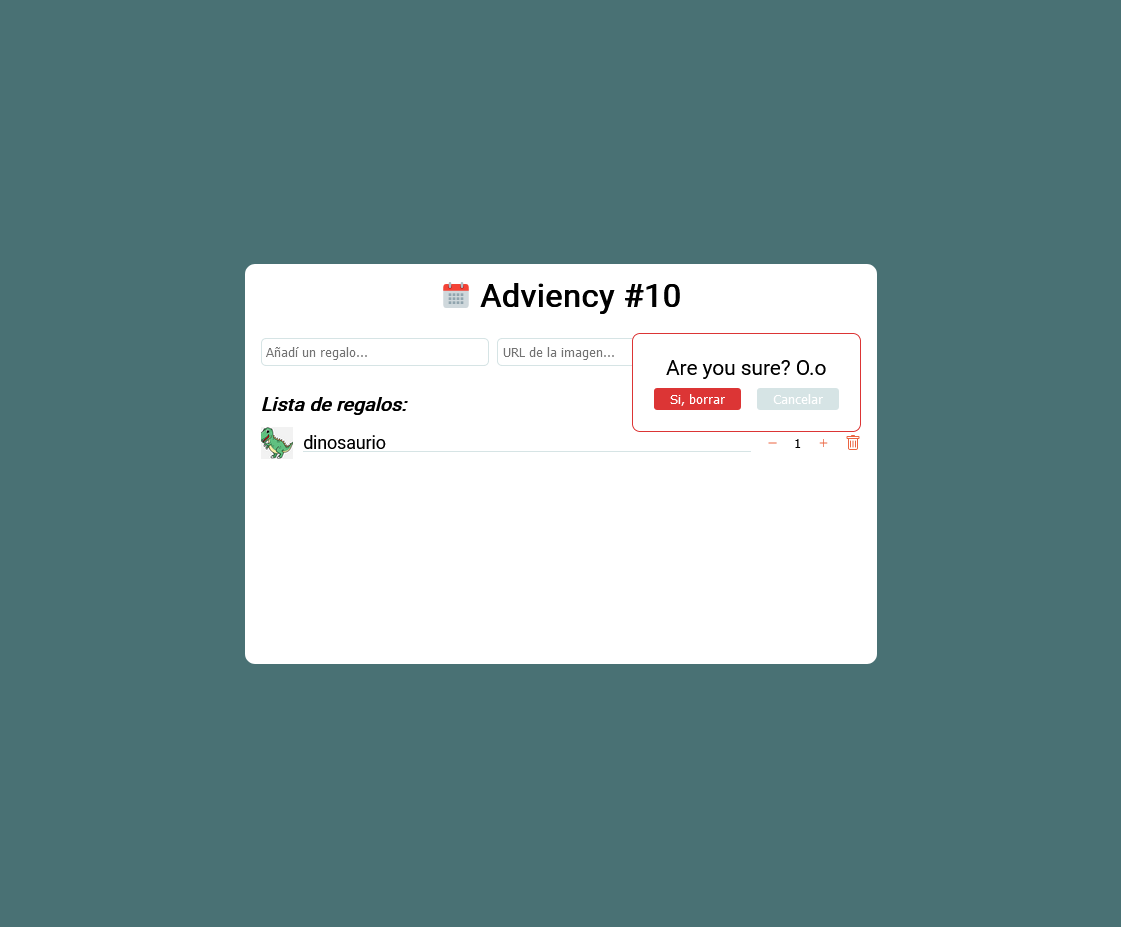 Adviency #10
Añadí un regalo...
URL de la imagen...
Are you sure? O.o
Si, borrar
Cancelar
Lista de regalos:
dinosaurio
− 1 +